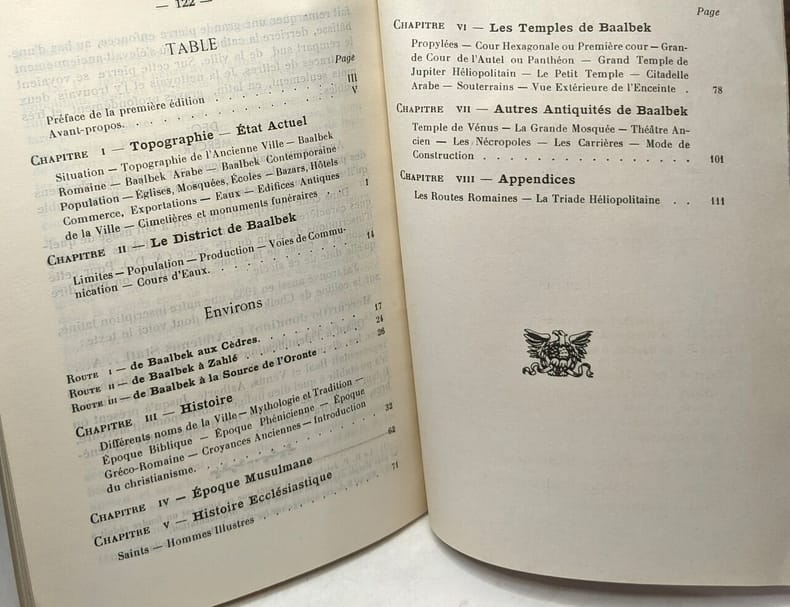 — 122 —
TABLE
Page
Préface de la première édition . . . . . . . . . . III
Avant-propos. . . . . . . . . . . . . . V
CHAPITRE I — Topographie — État Actuel
Situation — Topographie de l'Ancienne Ville — Baalbek
Romaine — Baalbek Arabe — Baalbek Contemporaine
Population — Églises, Mosquées, Écoles — Bazars, Hôtels
Commerce, Exportations — Eaux — Edifices Antiques
de la Ville — Cimetières et monuments funéraires . . 1
CHAPITRE II — Le District de Baalbek
Limites — Population — Production — Voies de Commu-
nication — Cours d'Eaux. . . . . . . . . . 14
Environs
ROUTE I — de Baalbek aux Cèdres. . . . . . . . 17
ROUTE II — de Baalbek à Zahlé . . . . . . . . 24
ROUTE III — de Baalbek à la Source de l'Oronte . . . 26
CHAPITRE III — Histoire
Différents noms de la Ville — Mythologie et Tradition —
Époque Biblique — Époque Phénicienne — Époque
Gréco-Romaine — Croyances Anciennes — Introduction
du christianisme. . . . . . . . . . . . 32
CHAPITRE IV — Époque Musulmane 62
CHAPITRE V — Histoire Ecclésiastique
Saints — Hommes Illustres . . . . . . . . 71
Page
CHAPITRE VI — Les Temples de Baalbek
Propylées — Cour Hexagonale ou Première cour — Gran-
de Cour de l'Autel ou Panthéon — Grand Temple de
Jupiter Héliopolitain — Le Petit Temple — Citadelle
Arabe — Souterrains — Vue Extérieure de l'Enceinte . 78
CHAPITRE VII — Autres Antiquités de Baalbek
Temple de Vénus — La Grande Mosquée — Théâtre An-
cien — Les Nécropoles — Les Carrières — Mode de
Construction . . . . . . . . . . . . . . . 101
CHAPITRE VIII — Appendices
Les Routes Romaines — La Triade Héliopolitaine . . 111